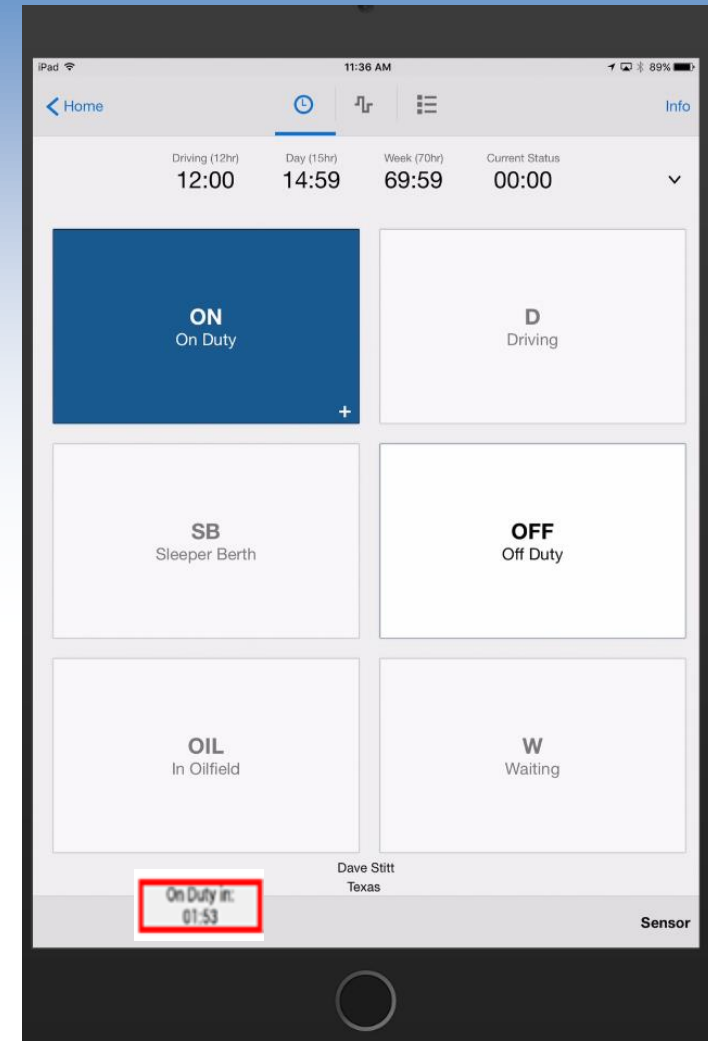 iPad 11:36 AM 89%
Home Info
Driving (12hr) Day (15hr) Week (70hr) Current Status
12:00 14:59 69:59 00:00
ON D
On Duty Driving
+
SB OFF
Sleeper Berth Off Duty
OIL W
In Oilfield Waiting
Dave Stitt
Texas
On Duty in:
01:53
Sensor